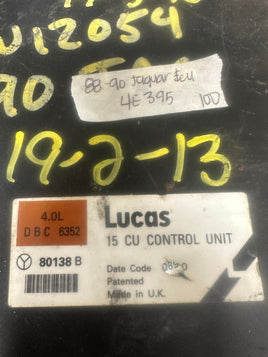 U12054
90
88-90 Jaguar Ecu
4E395
100
19-2-13
4.0L
DBC 6352
Lucas
15 CU CONTROL UNIT
80138 B
Date Code
Patented
Made in U.K.